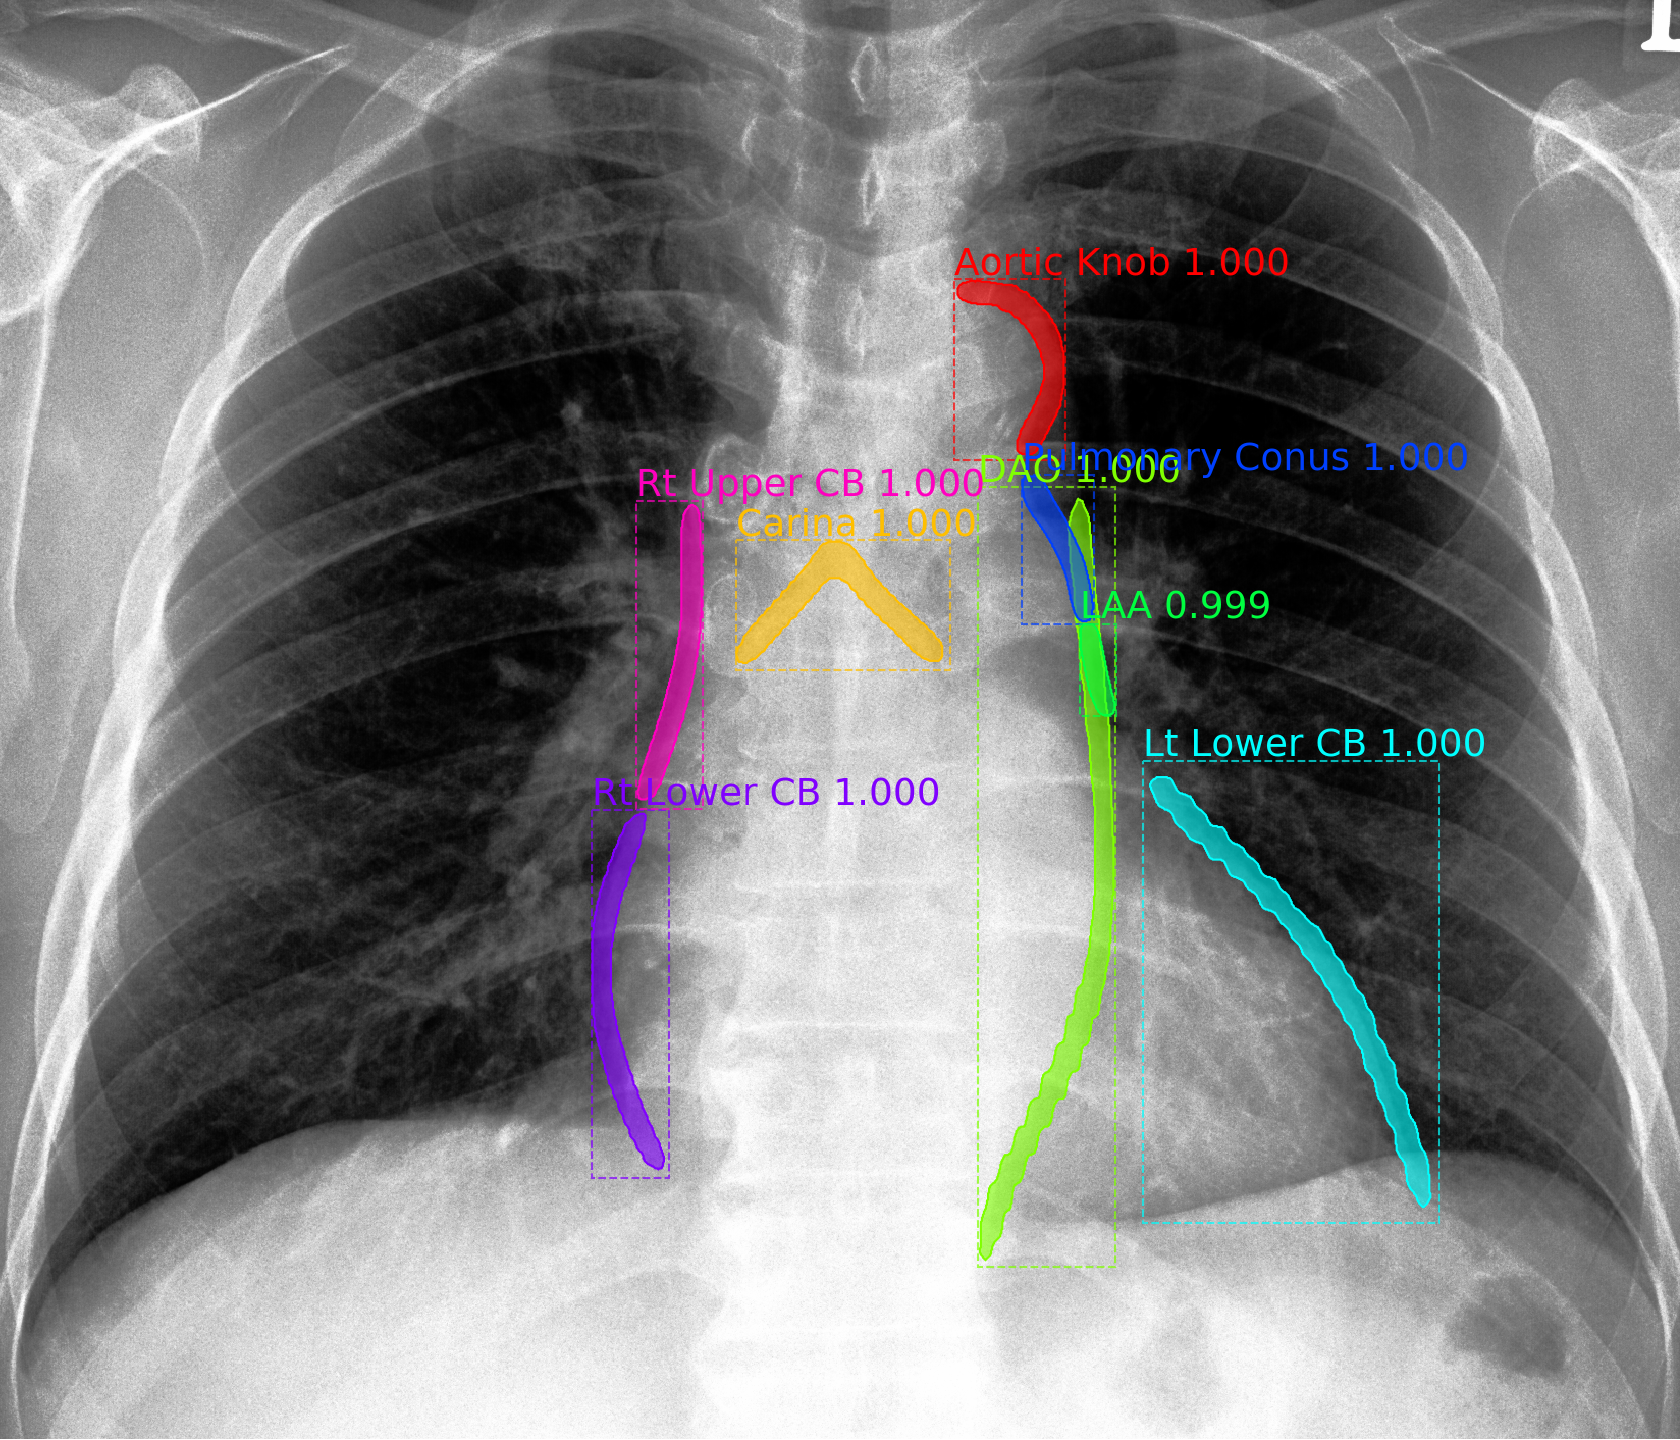 Aortic Knob 1.000
Pulmonary Conus 1.000
DAO 1.000
Rt Upper CB 1.000
Carina 1.000
LAA 0.999
Lt Lower CB 1.000
Rt Lower CB 1.000